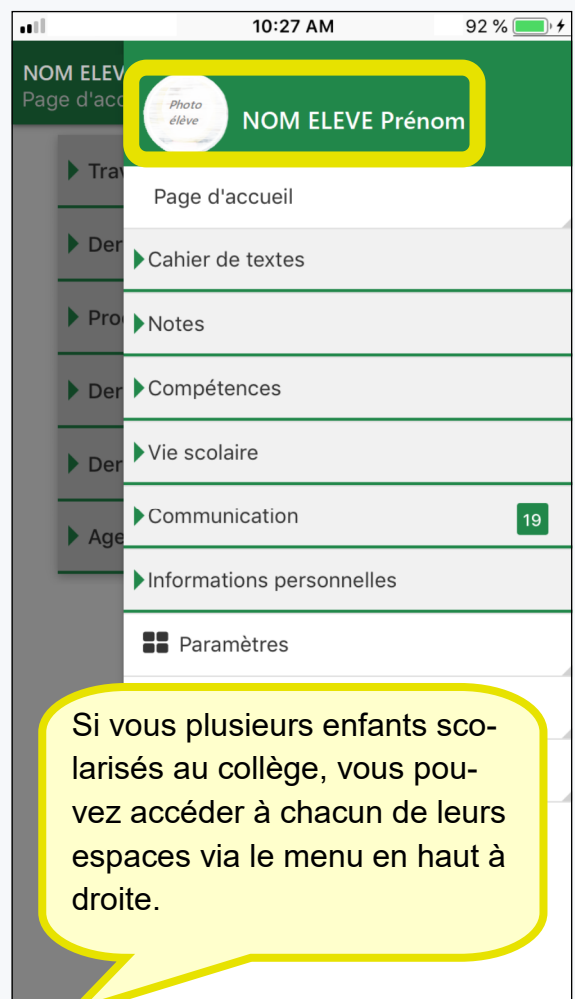 10:27 AM
92 %
NOM ELEV
Page d'acc
Photo
élève
NOM ELEVE Prénom
Page d'accueil
Trav
Cahier de textes
Der
Notes
Pro
Compétences
Der
Vie scolaire
Der
Communication
19
Age
Informations personnelles
Paramètres
Si vous plusieurs enfants sco-
larisés au collège, vous pou-
vez accéder à chacun de leurs
espaces via le menu en haut à
droite.